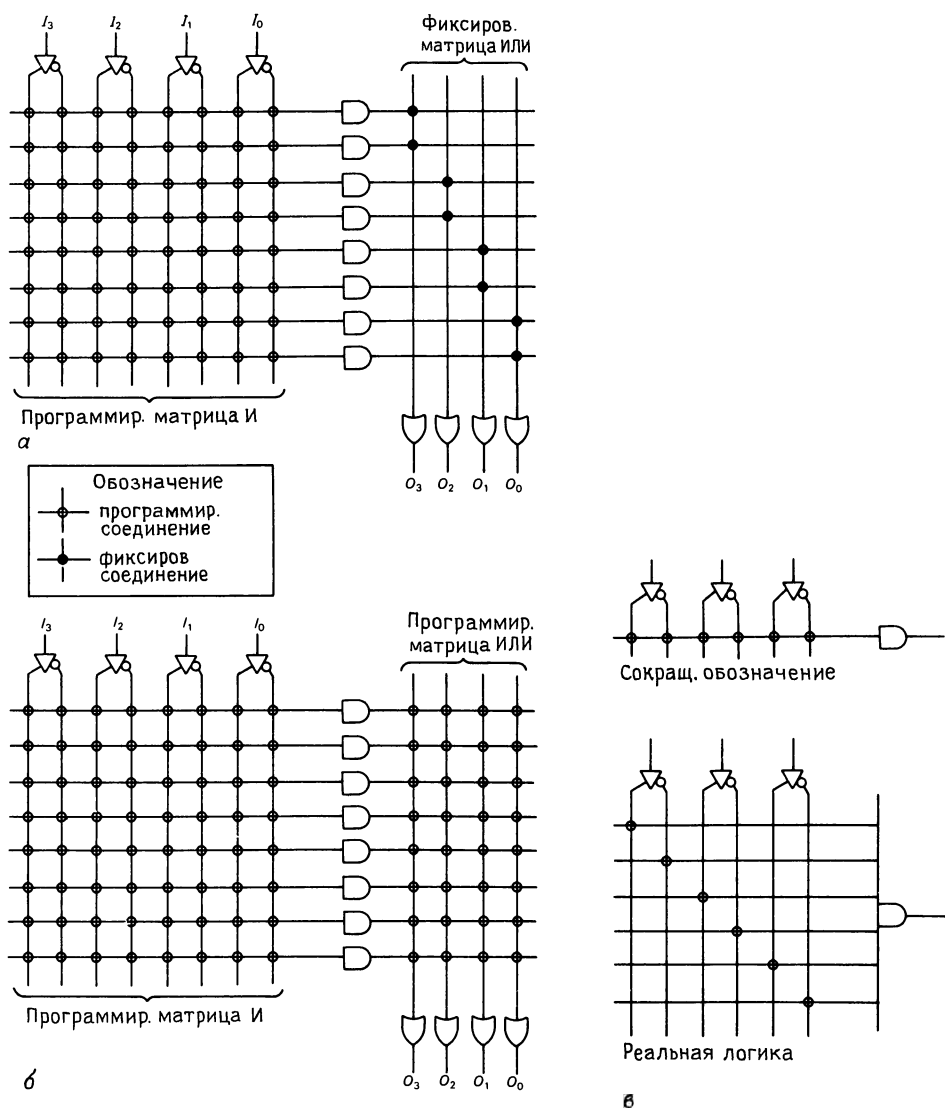 I₃ I₂ I₁ I₀
Фиксиров.
матрица ИЛИ
Программир. матрица И
а
O₃ O₂ O₁ O₀
Обозначение
программир.
соединение
фиксиров
соединение
I₃ I₂ I₁ I₀
Программир.
матрица ИЛИ
Программир. матрица И
б
O₃ O₂ O₁ O₀
Сокращ. обозначение
Реальная логика
в